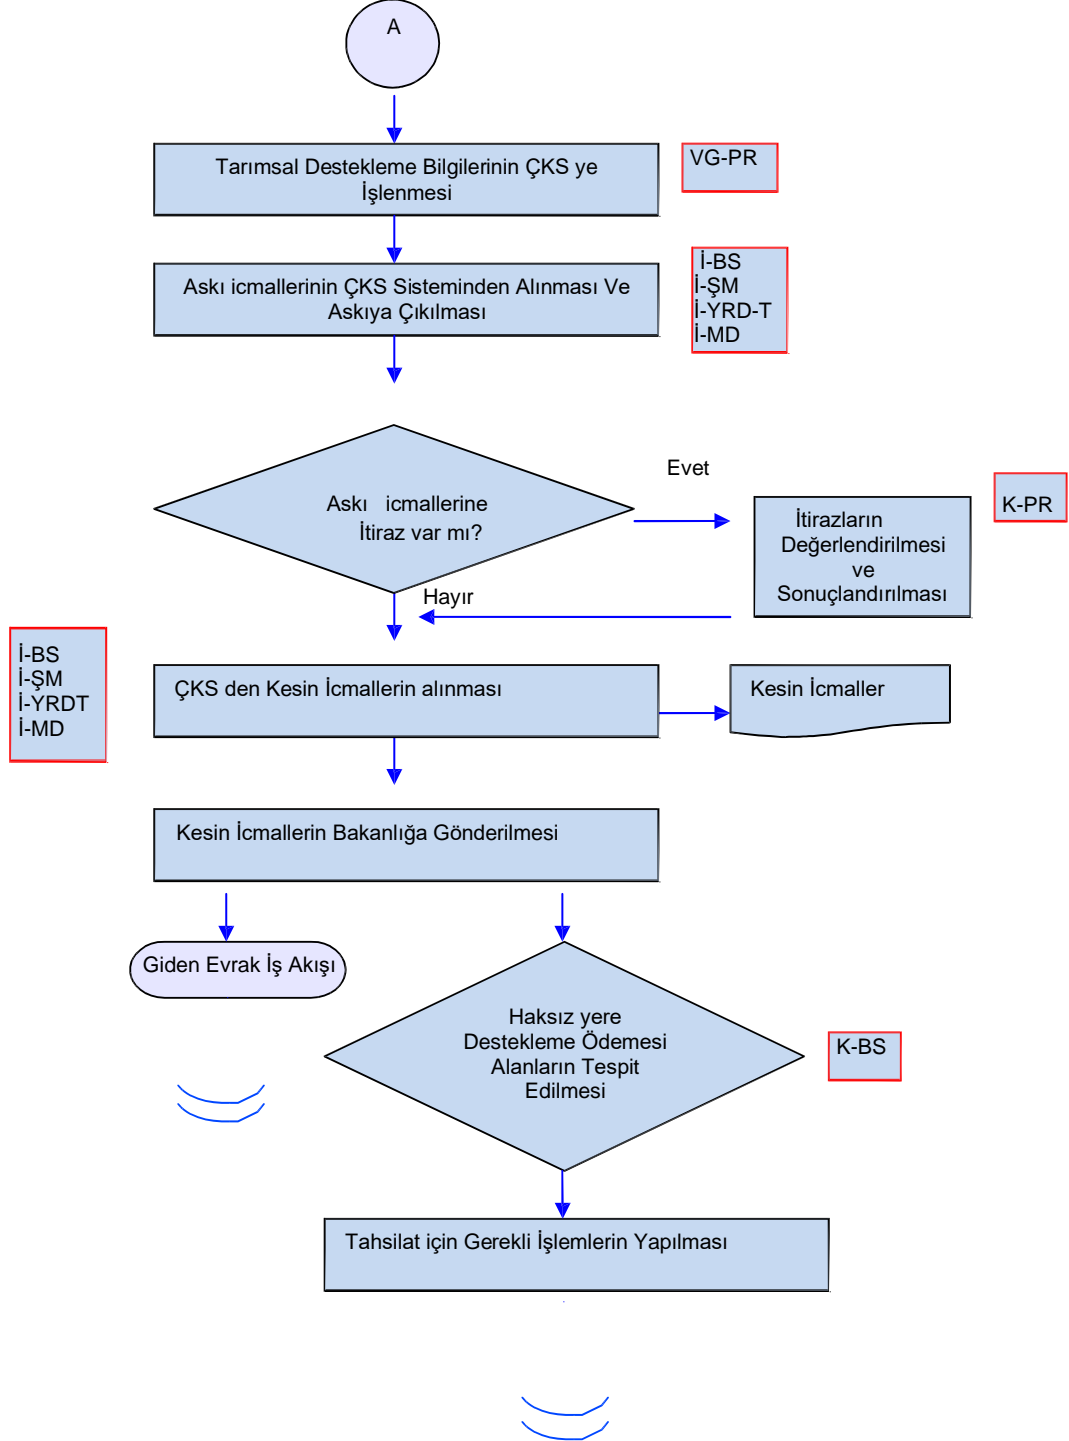 A
Tarımsal Destekleme Bilgilerinin ÇKS ye
İşlenmesi
VG-PR
Askı icmallerinin ÇKS Sisteminden Alınması Ve
Askıya Çıkılması
İ-BS
İ-ŞM
İ-YRD-T
İ-MD
Askı icmallerine
İtiraz var mı?
Evet
İtirazların
Değerlendirilmesi
ve
Sonuçlandırılması
K-PR
Hayır
İ-BS
İ-ŞM
İ-YRDT
İ-MD
ÇKS den Kesin İcmallerin alınması
Kesin İcmaller
Kesin İcmallerin Bakanlığa Gönderilmesi
Giden Evrak İş Akışı
Haksız yere
Destekleme Ödemesi
Alanların Tespit
Edilmesi
K-BS
Tahsilat için Gerekli İşlemlerin Yapılması